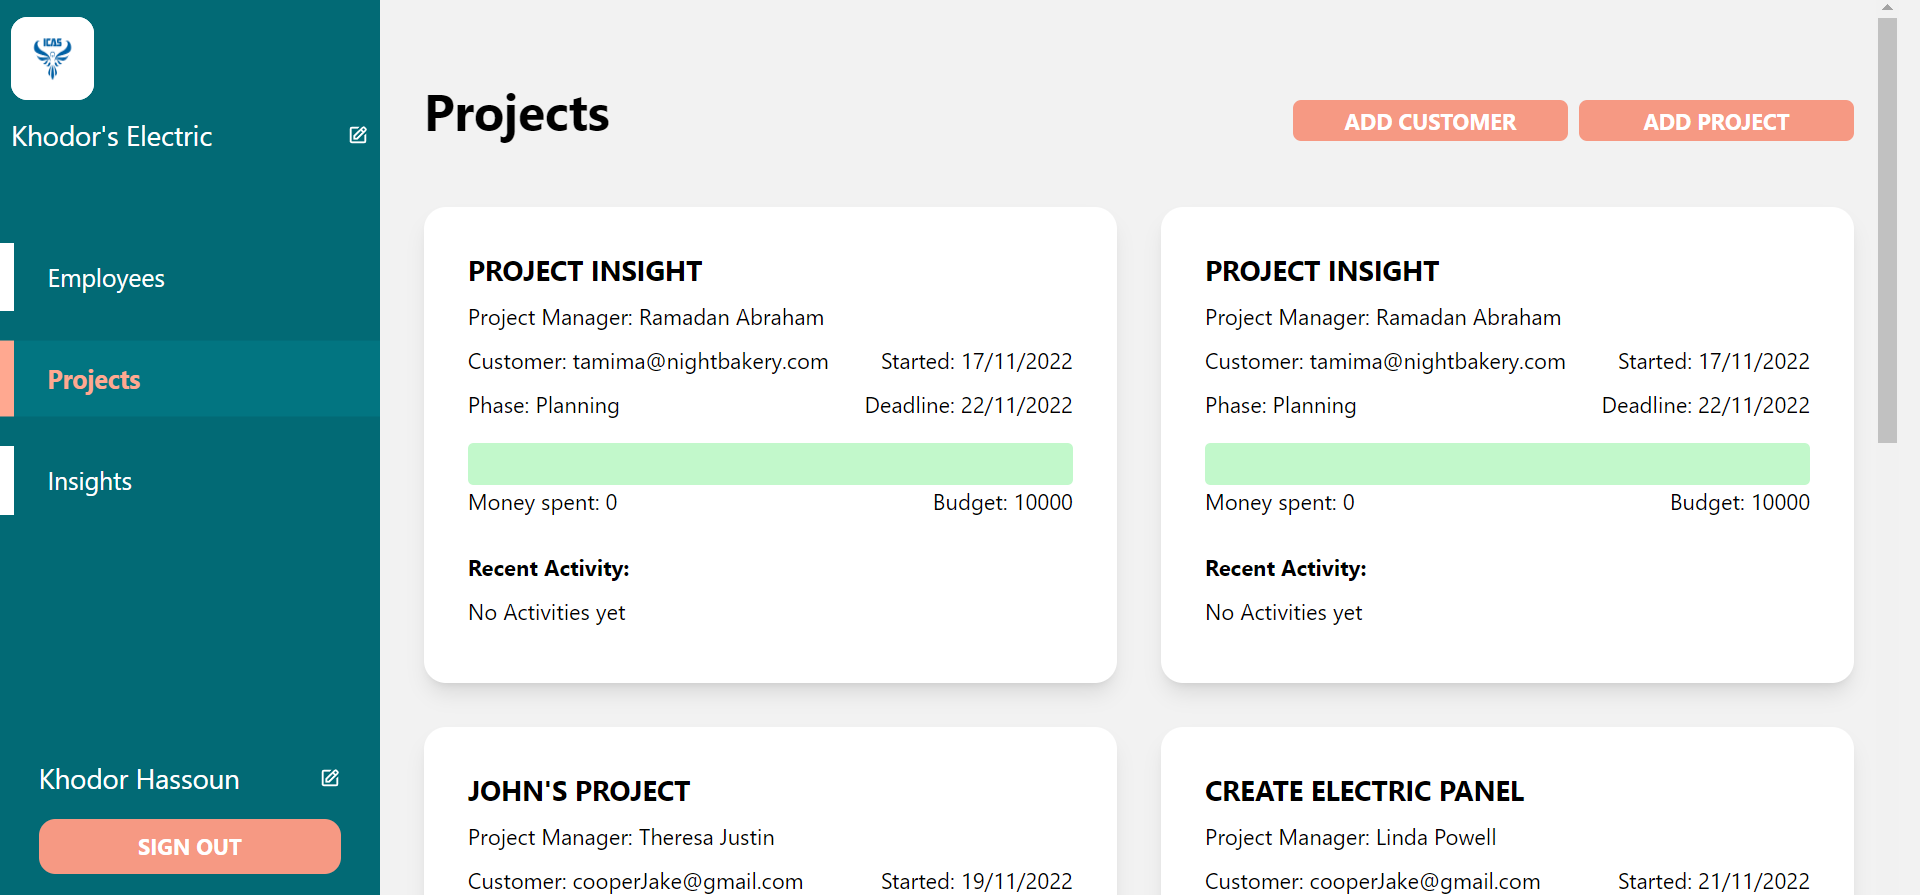 ICAS
Khodor's Electric
Employees
Projects
Insights
Khodor Hassoun
SIGN OUT
Projects
ADD CUSTOMER
ADD PROJECT
PROJECT INSIGHT
Project Manager: Ramadan Abraham
Customer: tamima@nightbakery.com
Started: 17/11/2022
Phase: Planning
Deadline: 22/11/2022
Money spent: 0
Budget: 10000
Recent Activity:
No Activities yet
PROJECT INSIGHT
Project Manager: Ramadan Abraham
Customer: tamima@nightbakery.com
Started: 17/11/2022
Phase: Planning
Deadline: 22/11/2022
Money spent: 0
Budget: 10000
Recent Activity:
No Activities yet
JOHN'S PROJECT
Project Manager: Theresa Justin
Customer: cooperJake@gmail.com
Started: 19/11/2022
CREATE ELECTRIC PANEL
Project Manager: Linda Powell
Customer: cooperJake@gmail.com
Started: 21/11/2022